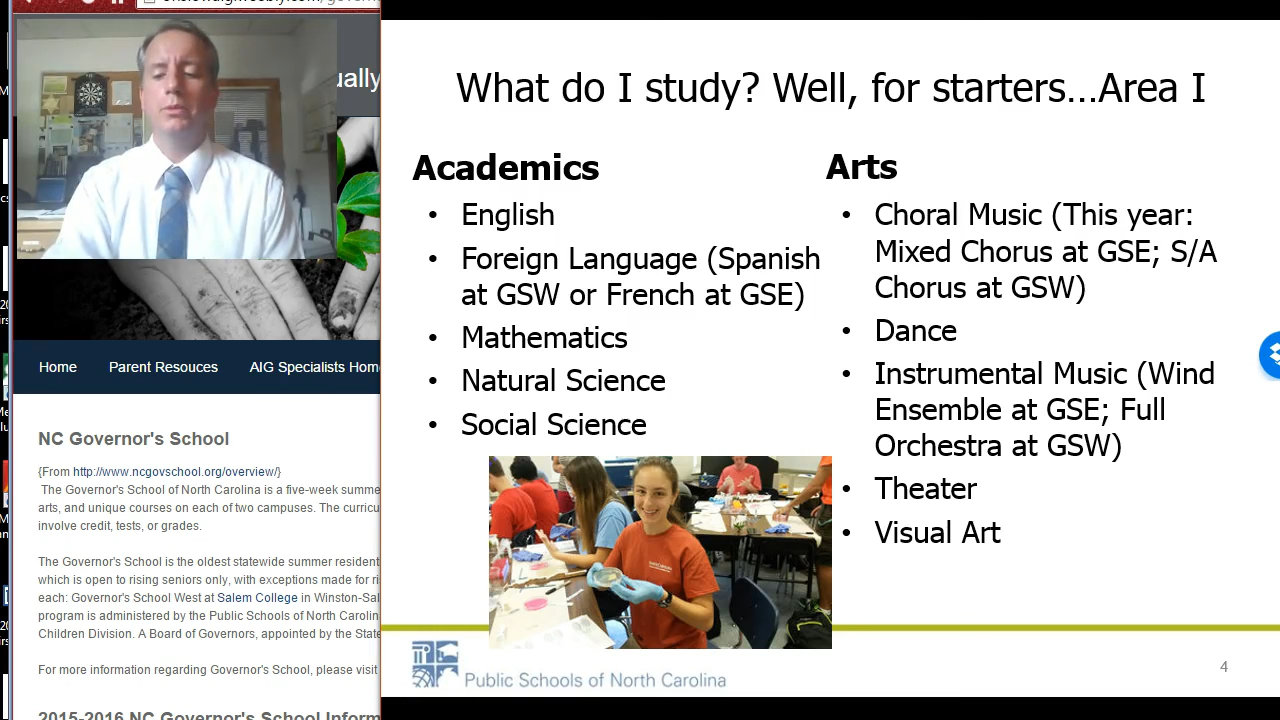 ually
Home Parent Resouces AIG Specialists Hom
NC Governor's School
{From http://www.ncgovschool.org/overview/}
The Governor's School of North Carolina is a five-week summe
arts, and unique courses on each of two campuses. The curricu
involve credit, tests, or grades.
The Governor's School is the oldest statewide summer resident
which is open to rising seniors only, with exceptions made for ri
each: Governor's School West at Salem College in Winston-Sal
program is administered by the Public Schools of North Carolin
Children Division. A Board of Governors, appointed by the State
For more information regarding Governor's School, please visit
2015-2016 NC Governor's School Inform
What do I study? Well, for starters…Area I
Academics
• English
• Foreign Language (Spanish
at GSW or French at GSE)
• Mathematics
• Natural Science
• Social Science
Arts
• Choral Music (This year:
Mixed Chorus at GSE; S/A
Chorus at GSW)
• Dance
• Instrumental Music (Wind
Ensemble at GSE; Full
Orchestra at GSW)
• Theater
• Visual Art
Public Schools of North Carolina
4